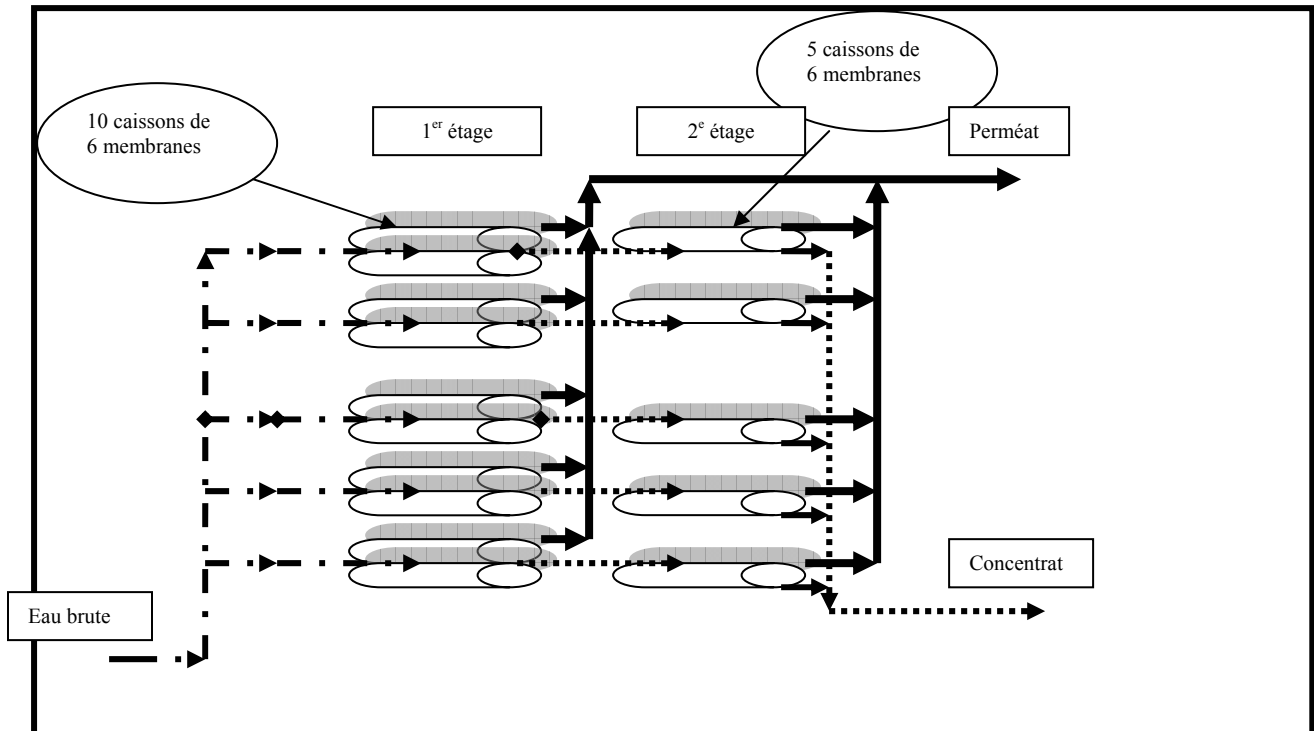 5 caissons de
6 membranes
10 caissons de
6 membranes
1er étage
2e étage
Perméat
Concentrat
Eau brute